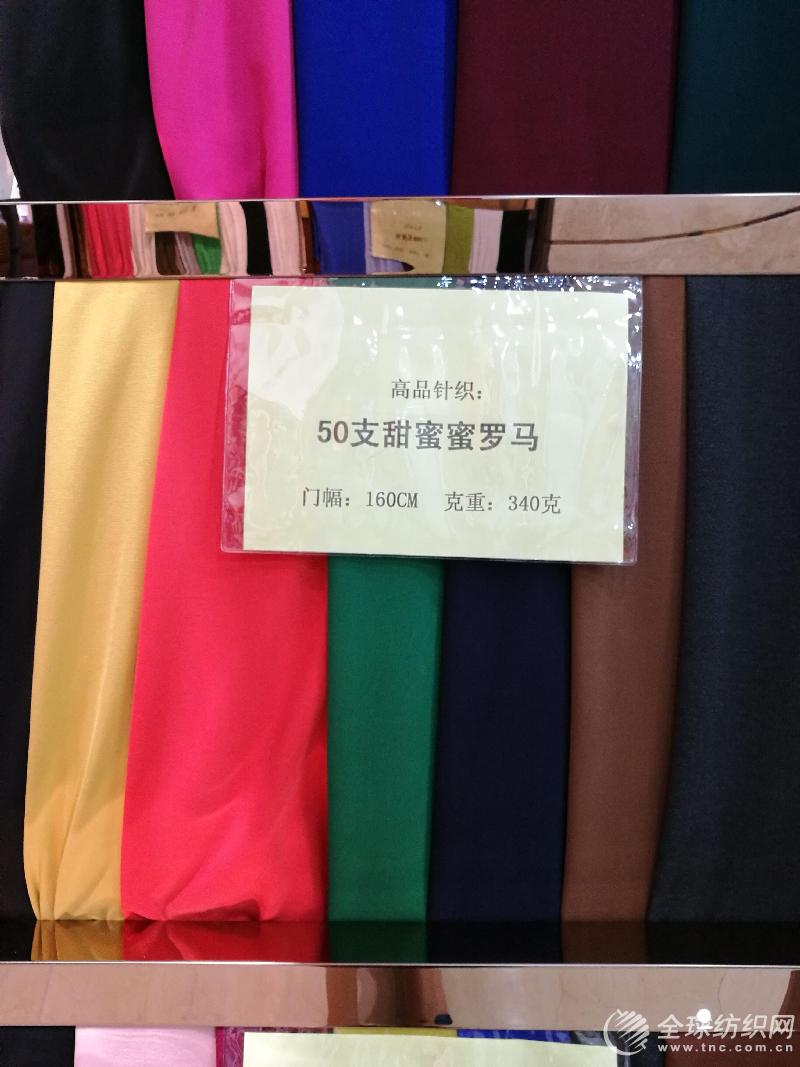 高品针织：
50支甜蜜蜜罗马
门幅：160CM 克重：340克
全球纺织网
www.tnc.com.cn